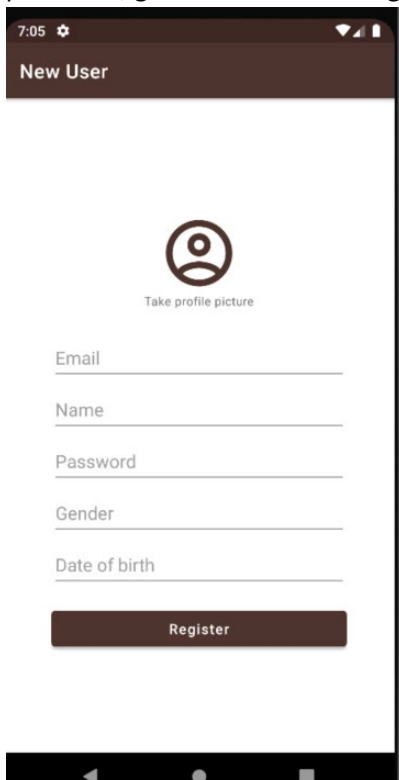 7:05
New User
Take profile picture
Email
Name
Password
Gender
Date of birth
Register